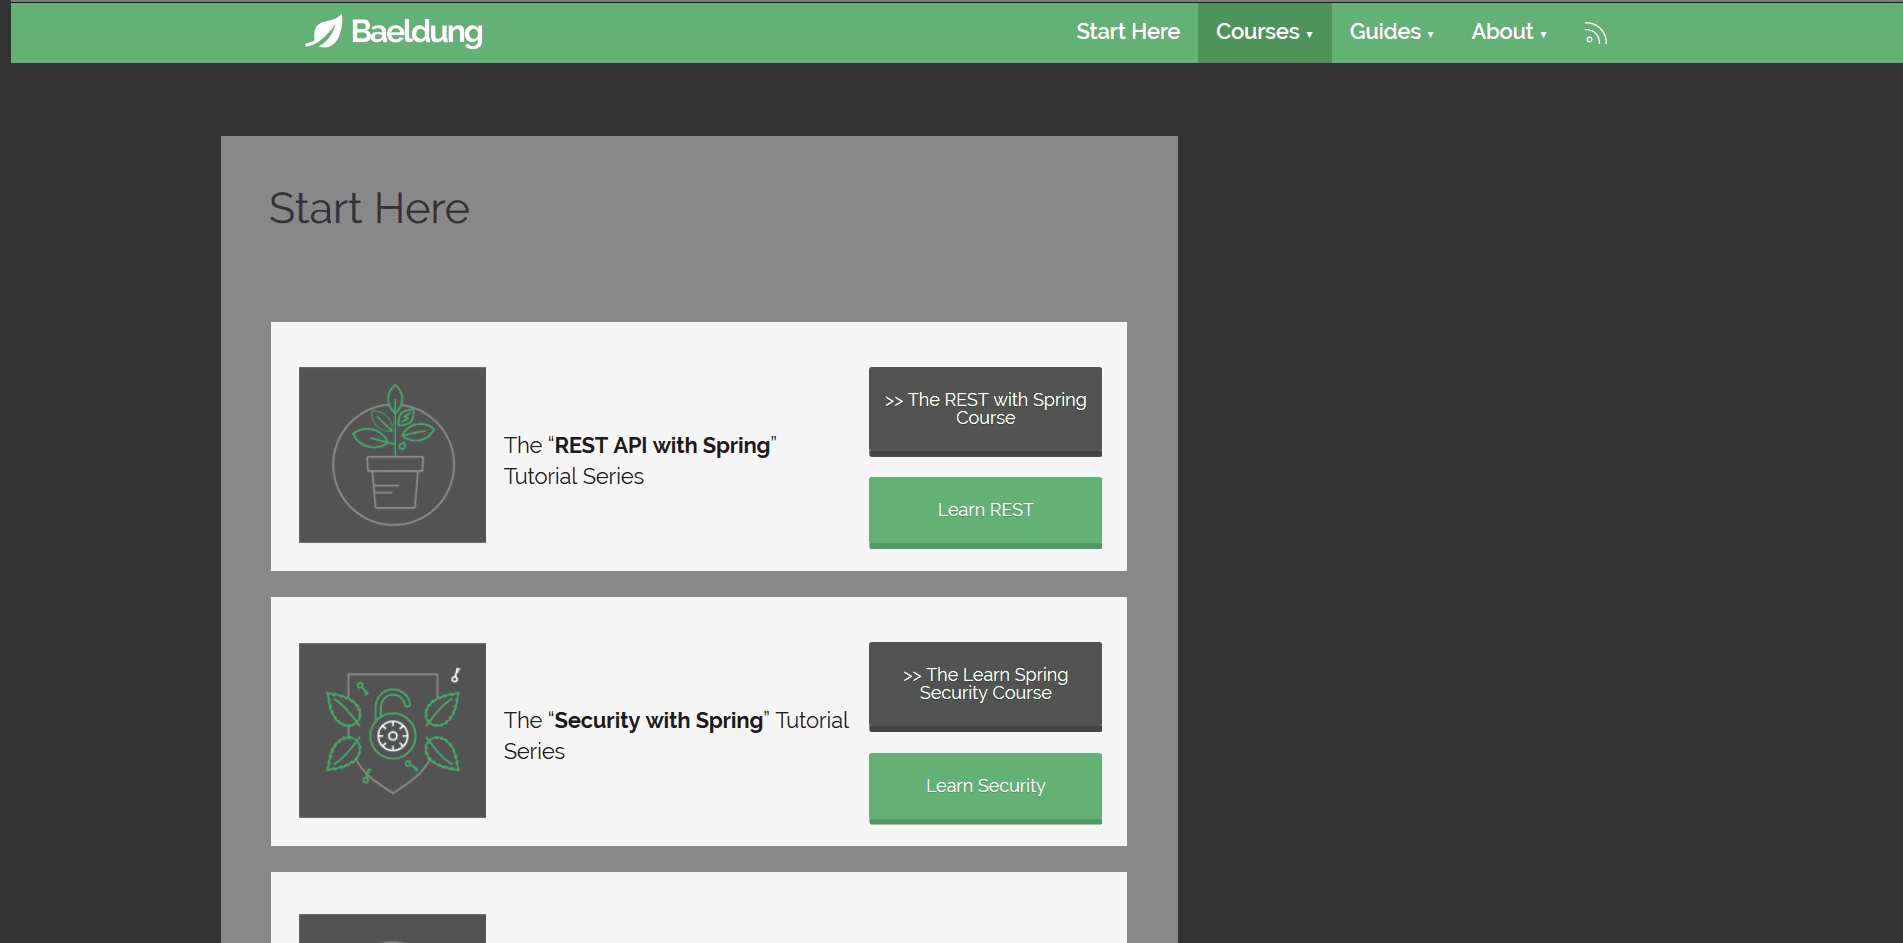 Baeldung
Start Here
Courses ▾
Guides ▾
About ▾
Start Here
The “REST API with Spring”
Tutorial Series
>> The REST with Spring
Course
Learn REST
The “Security with Spring” Tutorial
Series
>> The Learn Spring
Security Course
Learn Security